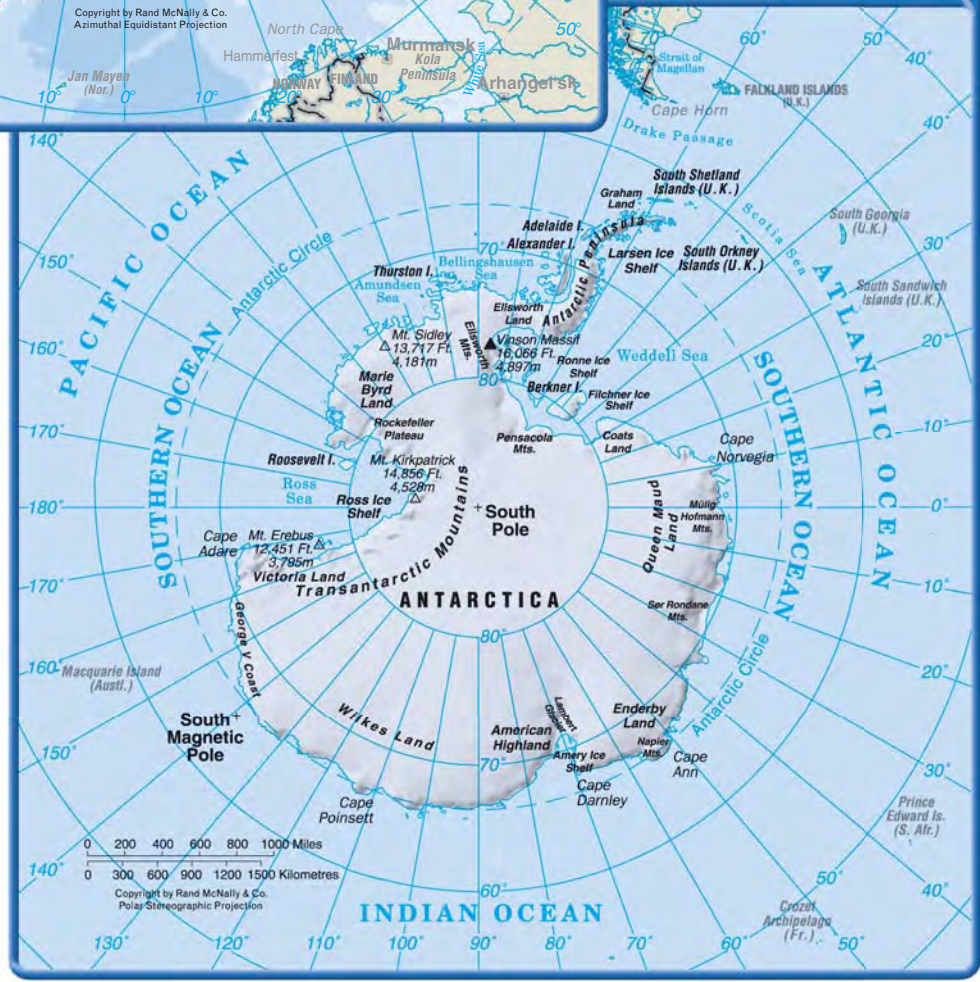 Copyright by Rand McNally & Co.
Azimuthal Equidistant Projection
North Cape
50°
Hammerfest
Murmansk
Kola
Peninsula
White Sea
Jan Mayen
(Nor.)
NORWAY
FINLAND
Arhangel'sk
10°
0°
10°
20°
30°
70°
60°
50°
Strait of
Magellan
FALKLAND ISLANDS
(U.K.)
Cape Horn
40°
Drake Passage
140°
PACIFIC OCEAN
South Shetland
Islands (U.K.)
Graham
Land
Scotia Sea
South Georgia
(U.K.)
30°
Adelaide I.
Alexander I.
Antarctic Peninsula
Larsen Ice
Shelf
South Orkney
Islands (U.K.)
70°
150°
Antarctic Circle
Bellingshausen
Sea
Thurston I.
Amundsen
Sea
ATLANTIC OCEAN
South Sandwich
Islands (U.K.)
20°
Ellsworth
Land
Ellsworth
Mts.
Mt. Sidley
13,717 Ft.
4,181m
Vinson Massif
16,066 Ft.
4,897m
Ronne Ice
Shelf
Weddell Sea
160°
SOUTHERN OCEAN
SOUTHERN OCEAN
80°
Berkner I.
Filchner Ice
Shelf
Marie
Byrd
Land
Rockefeller
Plateau
Pensacola
Mts.
Coats
Land
Cape
Norvegia
10°
170°
Roosevelt I.
Mt. Kirkpatrick
14,856 Ft.
4,528m
Ross
Sea
Ross Ice
Shelf
180°
South
Pole
Queen Maud
Land
Mülig
Hofmann
Mts.
0°
Cape
Adare
Mt. Erebus
12,451 Ft.
3,795m
Victoria Land
Transantarctic Mountains
170°
ANTARCTICA
10°
Sør Rondane
Mts.
80°
George V Coast
160°
Macquarie Island
(Austl.)
Antarctic Circle
20°
South
Magnetic
Pole
Wilkes Land
American
Highland
Lambert
Glacier
Enderby
Land
Napier
Mts.
Amery Ice
Shelf
Cape
Ann
150°
70°
30°
Cape
Darnley
Cape
Poinsett
Prince
Edward Is.
(S. Afr.)
0 200 400 600 800 1000 Miles
0 300 600 900 1200 1500 Kilometres
140°
Copyright by Rand McNally & Co.
Polar Stereographic Projection
60°
50°
40°
INDIAN OCEAN
Crozet
Archipelago
(Fr.)
130°
120°
110°
100°
90°
80°
70°
60°
50°